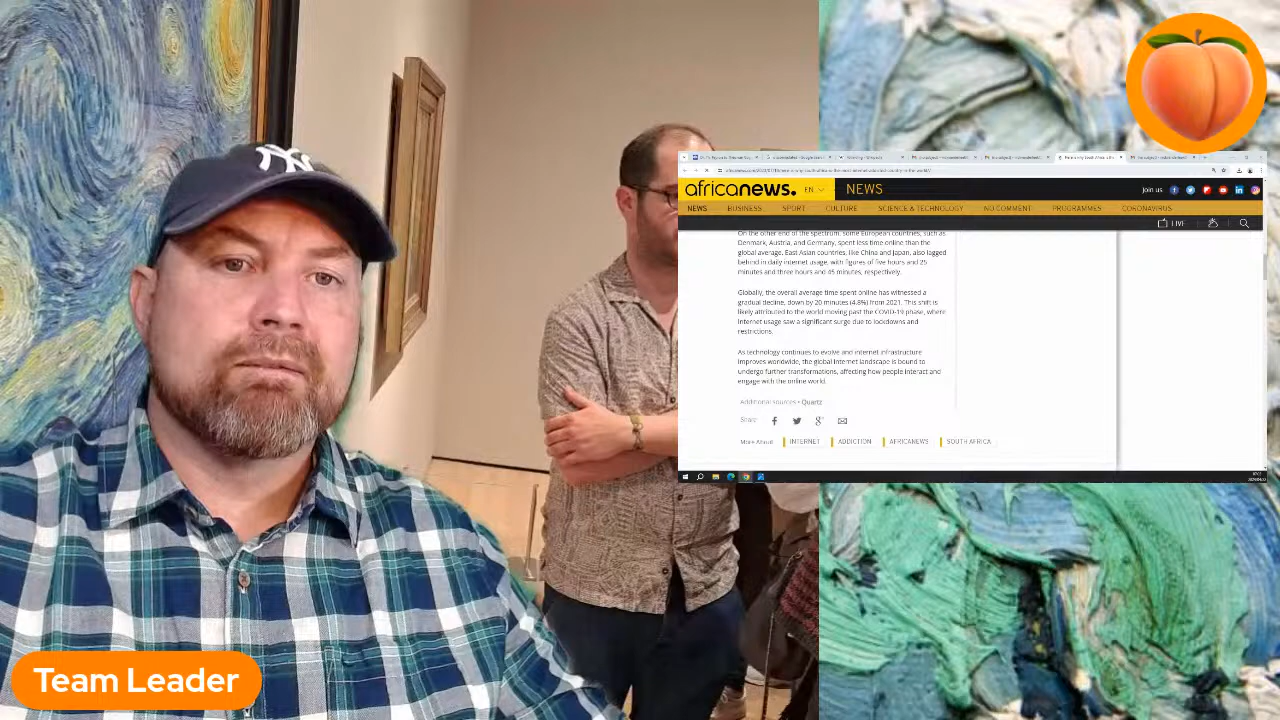 NY
africanews.
EN
NEWS
Join us
NEWS
BUSINESS
SPORT
CULTURE
SCIENCE & TECHNOLOGY
NO COMMENT
PROGRAMMES
CORONAVIRUS
LIVE
On the other end of the spectrum, some European countries, such as
Denmark, Austria, and Germany, spent less time online than the
global average. East Asian countries, like China and Japan, also lagged
behind in daily internet usage, with figures of five hours and 25
minutes and three hours and 45 minutes, respectively.
Globally, the overall average time spent online has witnessed a
gradual decline, down by 20 minutes (4.8%) from 2021. This shift is
likely attributed to the world moving past the COVID-19 phase, where
internet usage saw a significant surge due to lockdowns and
restrictions.
As technology continues to evolve and internet infrastructure
improves worldwide, the global internet landscape is bound to
undergo further transformations, affecting how people interact and
engage with the online world.
Additional sources • Quartz
Share
More About
INTERNET
ADDICTION
AFRICANEWS
SOUTH AFRICA
Team Leader